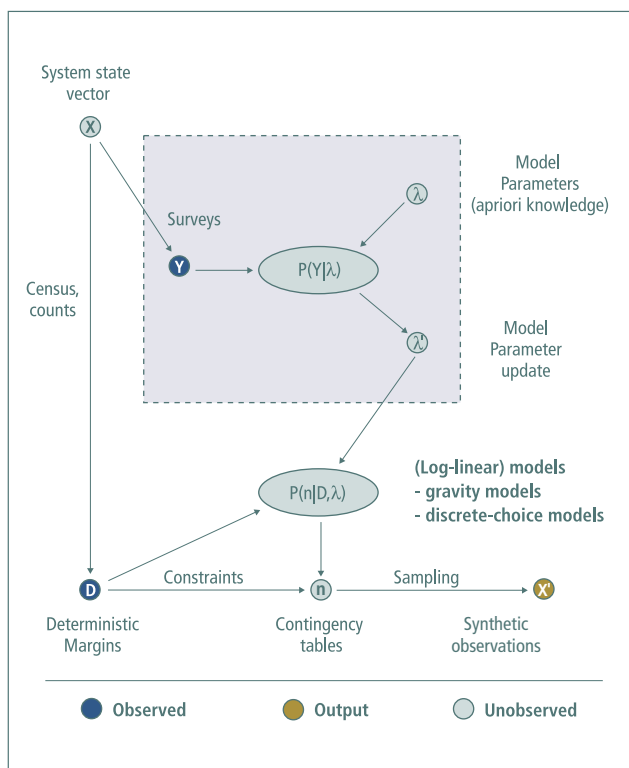 System state
vector
X
Model
Parameters
(apriori knowledge)
λ
Surveys
Y
P(Y|λ)
Census,
counts
λ'
Model
Parameter
update
(Log-linear) models
- gravity models
- discrete-choice models
P(n|D,λ)
Constraints
Sampling
D
n
X'
Deterministic
Margins
Contingency
tables
Synthetic
observations
Observed
Output
Unobserved